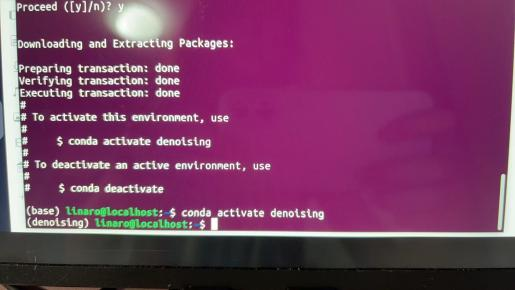 Proceed ([y]/n)? y
Downloading and Extracting Packages:
Preparing transaction: done
Verifying transaction: done
Executing transaction: done
#
# To activate this environment, use
#
#     $ conda activate denoising
#
# To deactivate an active environment, use
#
#     $ conda deactivate
(base) linaro@localhost:~$ conda activate denoising
(denoising) linaro@localhost:~$